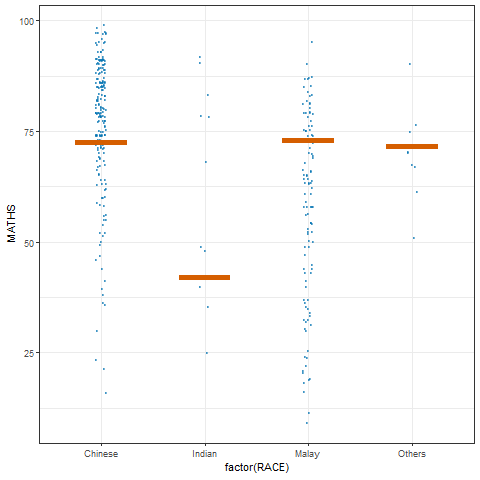 100
75
50
25
MATHS
Chinese
Indian
Malay
Others
factor(RACE)